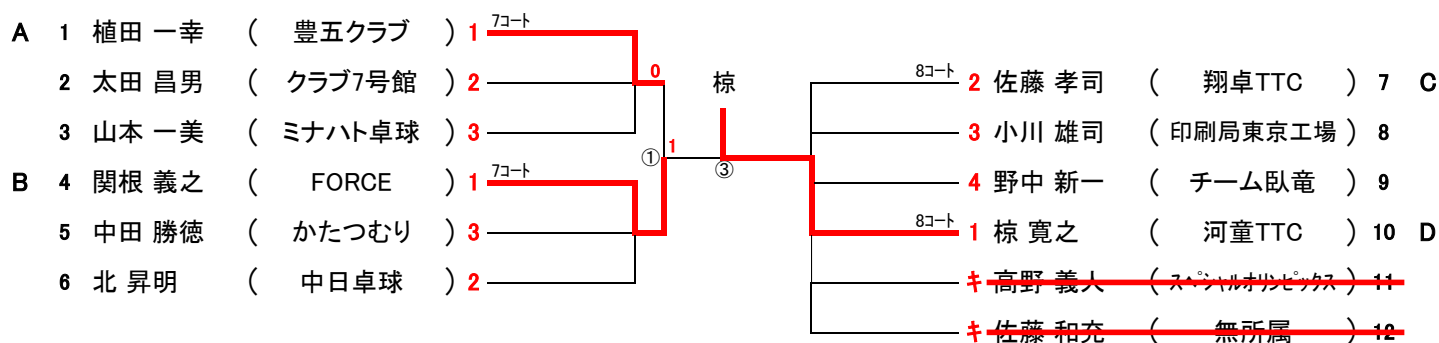 A 1 植田 一幸 ( 豊五クラブ ) 1 7コート
2 太田 昌男 ( クラブ7号館 ) 2
3 山本 一美 ( ミナハト卓球 ) 3
0
B 4 関根 義之 ( FORCE ) 1 7コート
5 中田 勝徳 ( かたつむり ) 3
6 北 昇明 ( 中日卓球 ) 2
① 1
椋
③
8コート 2 佐藤 孝司 ( 翔卓TTC ) 7 C
3 小川 雄司 ( 印刷局東京工場 ) 8
4 野中 新一 ( チーム臥竜 ) 9
8コート 1 椋 寛之 ( 河童TTC ) 10 D
キ 高野 義人 ( スペシャルオリンピックス ) 11
キ 佐藤 和充 ( 無所属 ) 12